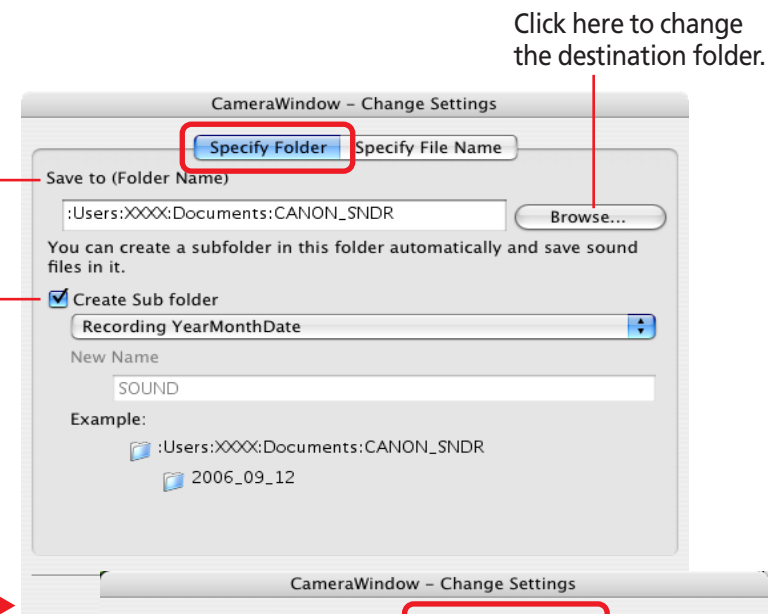 Click here to change
the destination folder.
CameraWindow – Change Settings
Specify Folder Specify File Name
Save to (Folder Name)
:Users:XXXX:Documents:CANON_SNDR Browse...
You can create a subfolder in this folder automatically and save sound
files in it.
Create Sub folder
Recording YearMonthDate
New Name
SOUND
Example:
:Users:XXXX:Documents:CANON_SNDR
2006_09_12
CameraWindow – Change Settings